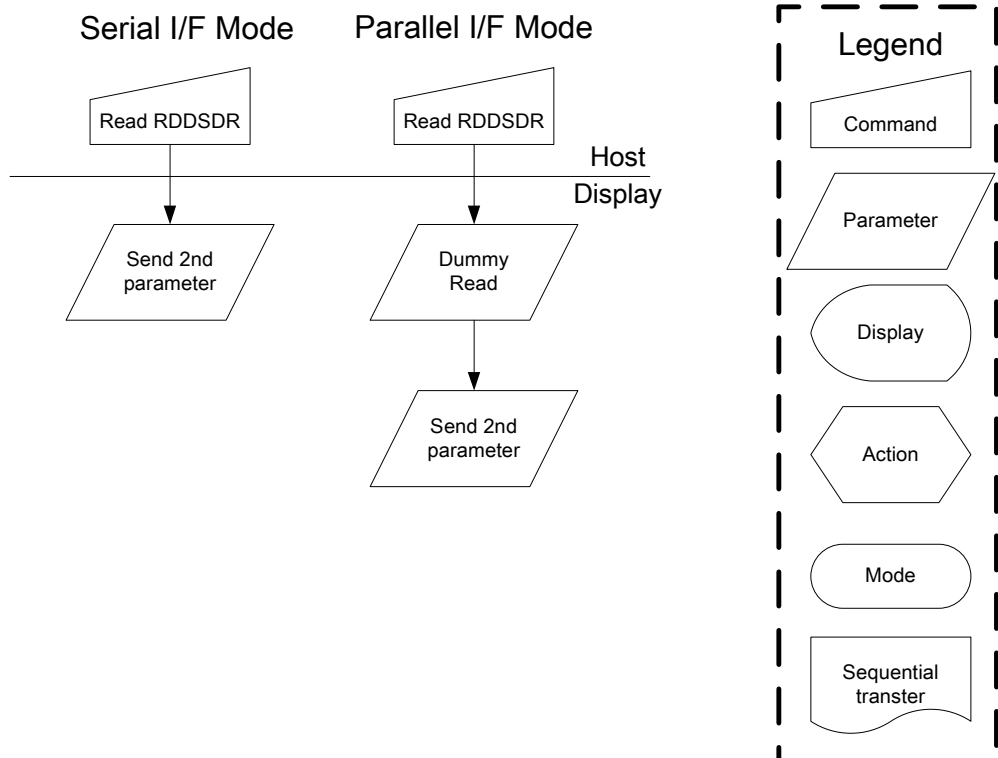 Serial I/F Mode
Parallel I/F Mode
Read RDDSDR
Read RDDSDR
Host
Display
Send 2nd
parameter
Dummy
Read
Send 2nd
parameter
Legend
Command
Parameter
Display
Action
Mode
Sequential
transter